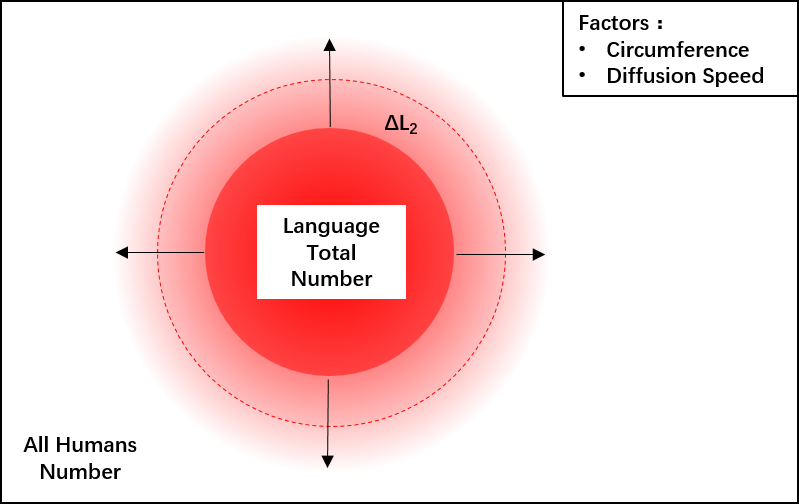 Factors：
• Circumference
• Diffusion Speed
ΔL₂
Language
Total
Number
All Humans
Number